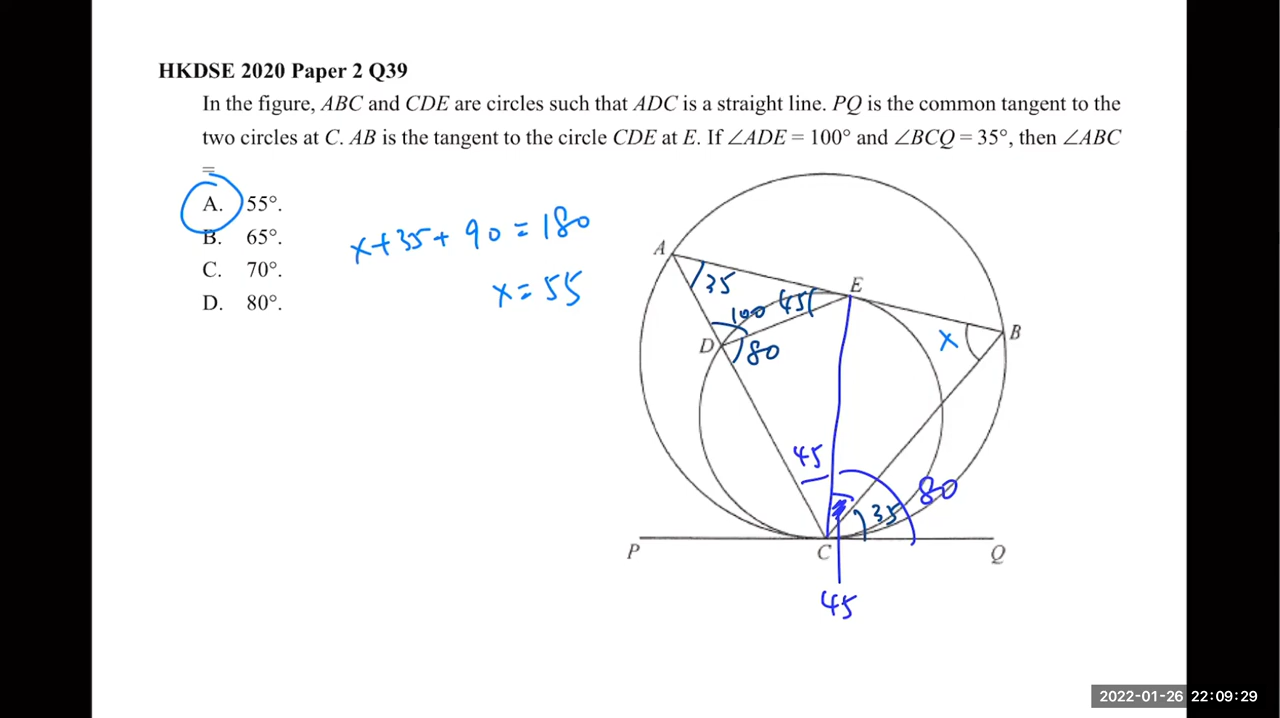 HKDSE 2020 Paper 2 Q39
In the figure, ABC and CDE are circles such that ADC is a straight line. PQ is the common tangent to the
two circles at C. AB is the tangent to the circle CDE at E. If ∠ADE = 100° and ∠BCQ = 35°, then ∠ABC
=
A. 55°.
B. 65°.
C. 70°.
D. 80°.
x+35+90=180
x=55
A
35
E
100
45
B
x
D
80
45
80
35
P
C
Q
45
2022-01-26 22:09:29